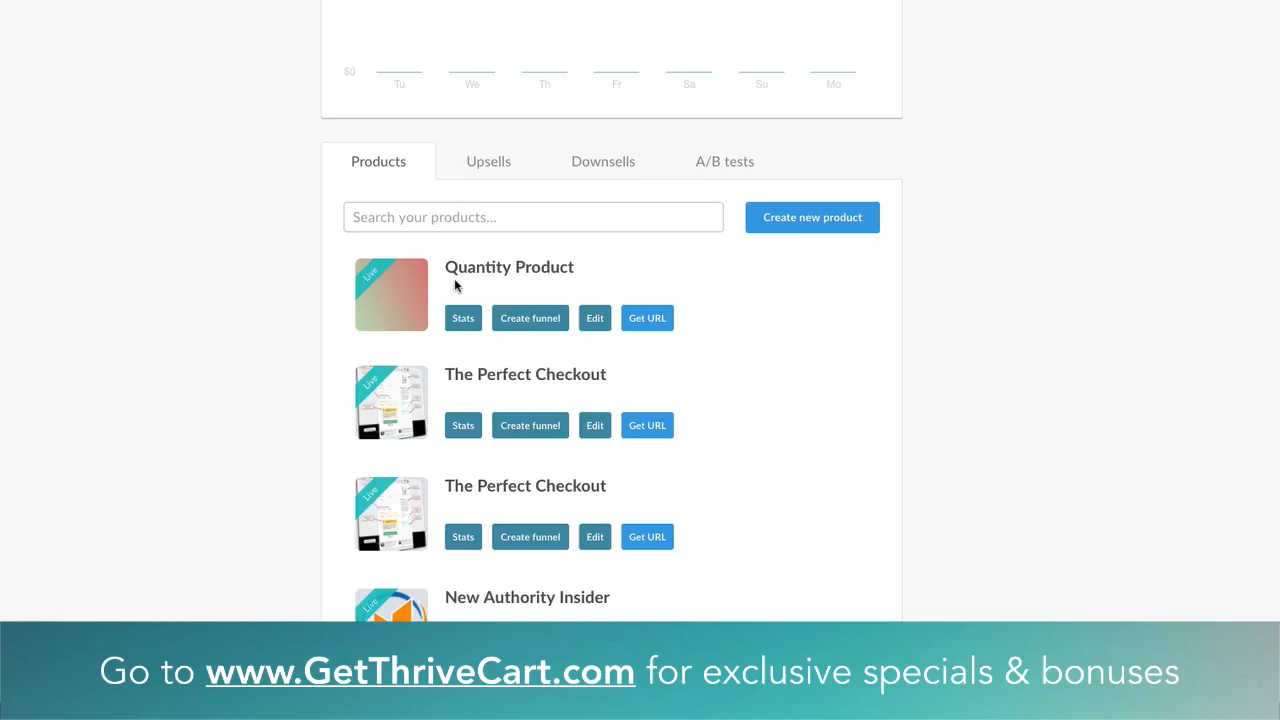 $0
Tu We Th Fr Sa Su Mo
Products Upsells Downsells A/B tests
Search your products... Create new product
Live
Quantity Product
Stats Create funnel Edit Get URL
Live
The Perfect Checkout
Stats Create funnel Edit Get URL
Live
The Perfect Checkout
Stats Create funnel Edit Get URL
Live
New Authority Insider
Go to www.GetThriveCart.com for exclusive specials & bonuses